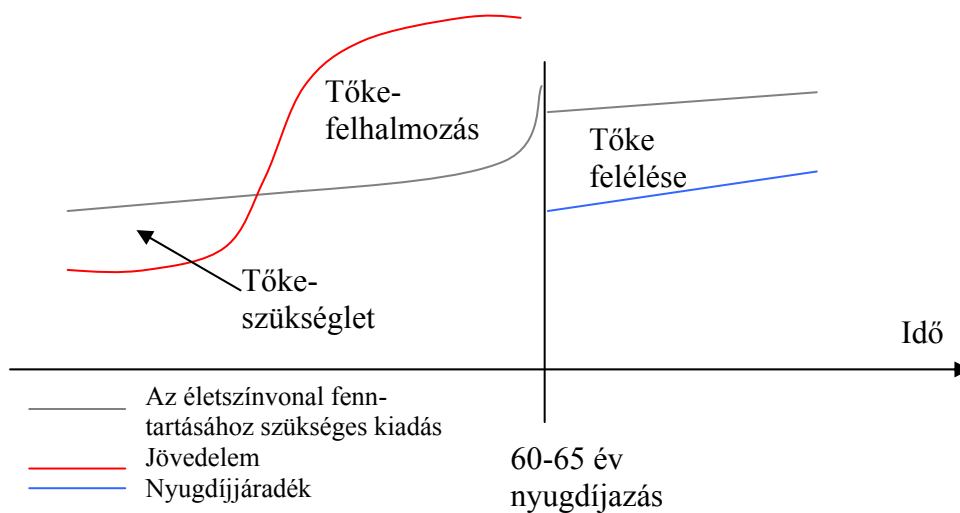 Tőke-
felhalmozás
Tőke
felélése
Tőke-
szükséglet
Idő
Az életszínvonal fenn-
tartásához szükséges kiadás
Jövedelem
Nyugdíjjáradék
60-65 év
nyugdíjazás